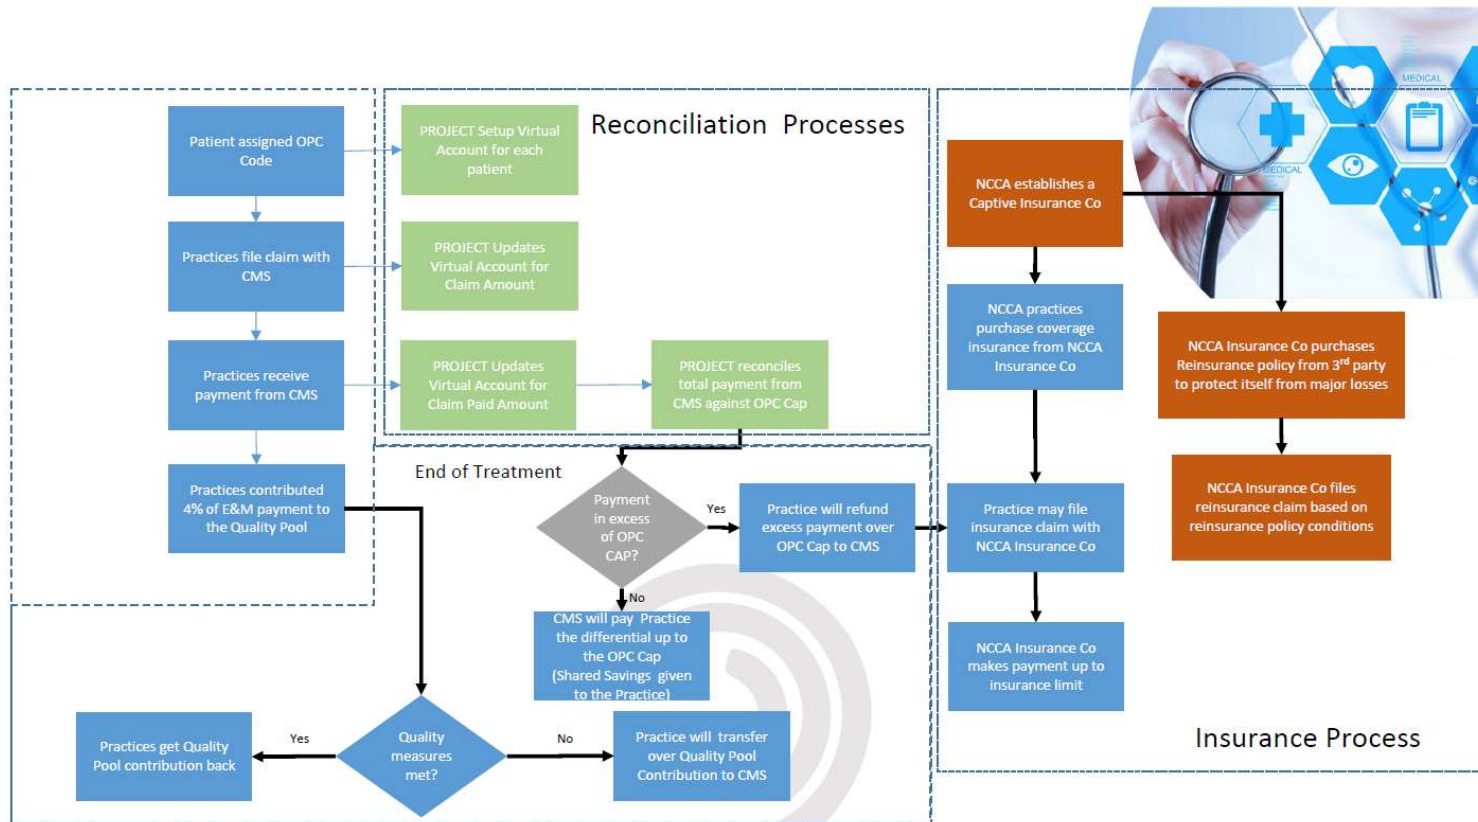 Patient assigned OPC
Code
PROJECT Setup Virtual
Account for each
patient
Reconciliation Processes
MEDICAL
MEDICAL
NCCA establishes a
Captive Insurance Co
Practices file claim with
CMS
PROJECT Updates
Virtual Account for
Claim Amount
NCCA practices
purchase coverage
insurance from NCCA
Insurance Co
NCCA Insurance Co purchases
Reinsurance policy from 3rd party
to protect itself from major losses
Practices receive
payment from CMS
PROJECT Updates
Virtual Account for
Claim Paid Amount
PROJECT reconciles
total payment from
CMS against OPC Cap
End of Treatment
Practices contributed
4% of E&M payment to
the Quality Pool
Payment
in excess
of OPC
CAP?
Yes
Practice will refund
excess payment over
OPC Cap to CMS
Practice may file
insurance claim with
NCCA Insurance Co
NCCA Insurance Co files
reinsurance claim based on
reinsurance policy conditions
No
CMS will pay Practice
the differential up to
the OPC Cap
(Shared Savings given
to the Practice)
NCCA Insurance Co
makes payment up to
insurance limit
Practices get Quality
Pool contribution back
Yes
Quality
measures
met?
No
Practice will transfer
over Quality Pool
Contribution to CMS
Insurance Process